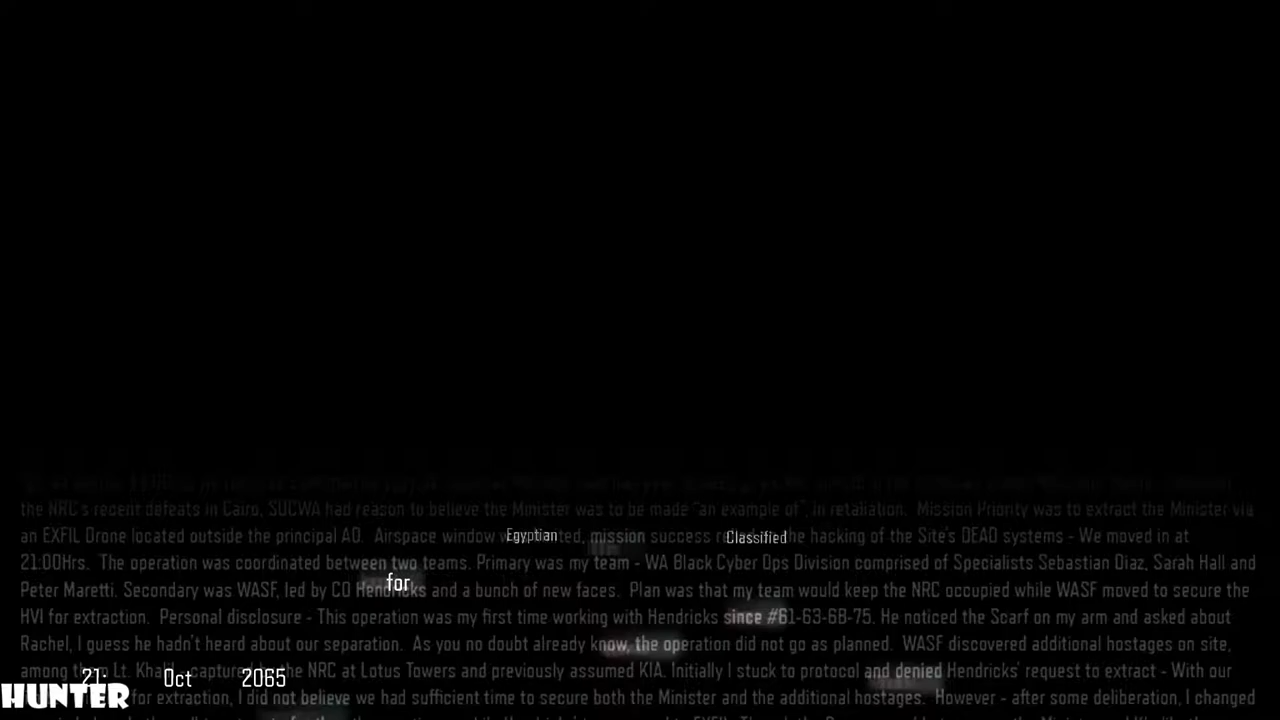 the NRC's recent defeats in Cairo, SOCWA had reason to believe the Minister was to be made "an example of", in retaliation. Mission Priority was to extract the Minister via
an EXFIL Drone located outside the principal AO. Airspace window ted, mission success he hacking of the Site's DEAD systems - We moved in at
Egyptian
Classified
21:00Hrs. The operation was coordinated between two teams. Primary was my team - WA Black Cyber Ops Division comprised of Specialists Sebastian Diaz, Sarah Hall and
for
Peter Maretti. Secondary was WASF, led by CO Hendricks and a bunch of new faces. Plan was that my team would keep the NRC occupied while WASF moved to secure the
HVI for extraction. Personal disclosure - This operation was my first time working with Hendricks since #61-63-6B-75. He noticed the Scarf on my arm and asked about
Rachel, I guess he hadn't heard about our separation. As you no doubt already know, the operation did not go as planned. WASF discovered additional hostages on site,
among them Lt. Khalil, captured by the NRC at Lotus Towers and previously assumed KIA. Initially I stuck to protocol and denied Hendricks' request to extract - With our
21: Oct 2065
HUNTER
for extraction, I did not believe we had sufficient time to secure both the Minister and the additional hostages. However - after some deliberation, I changed